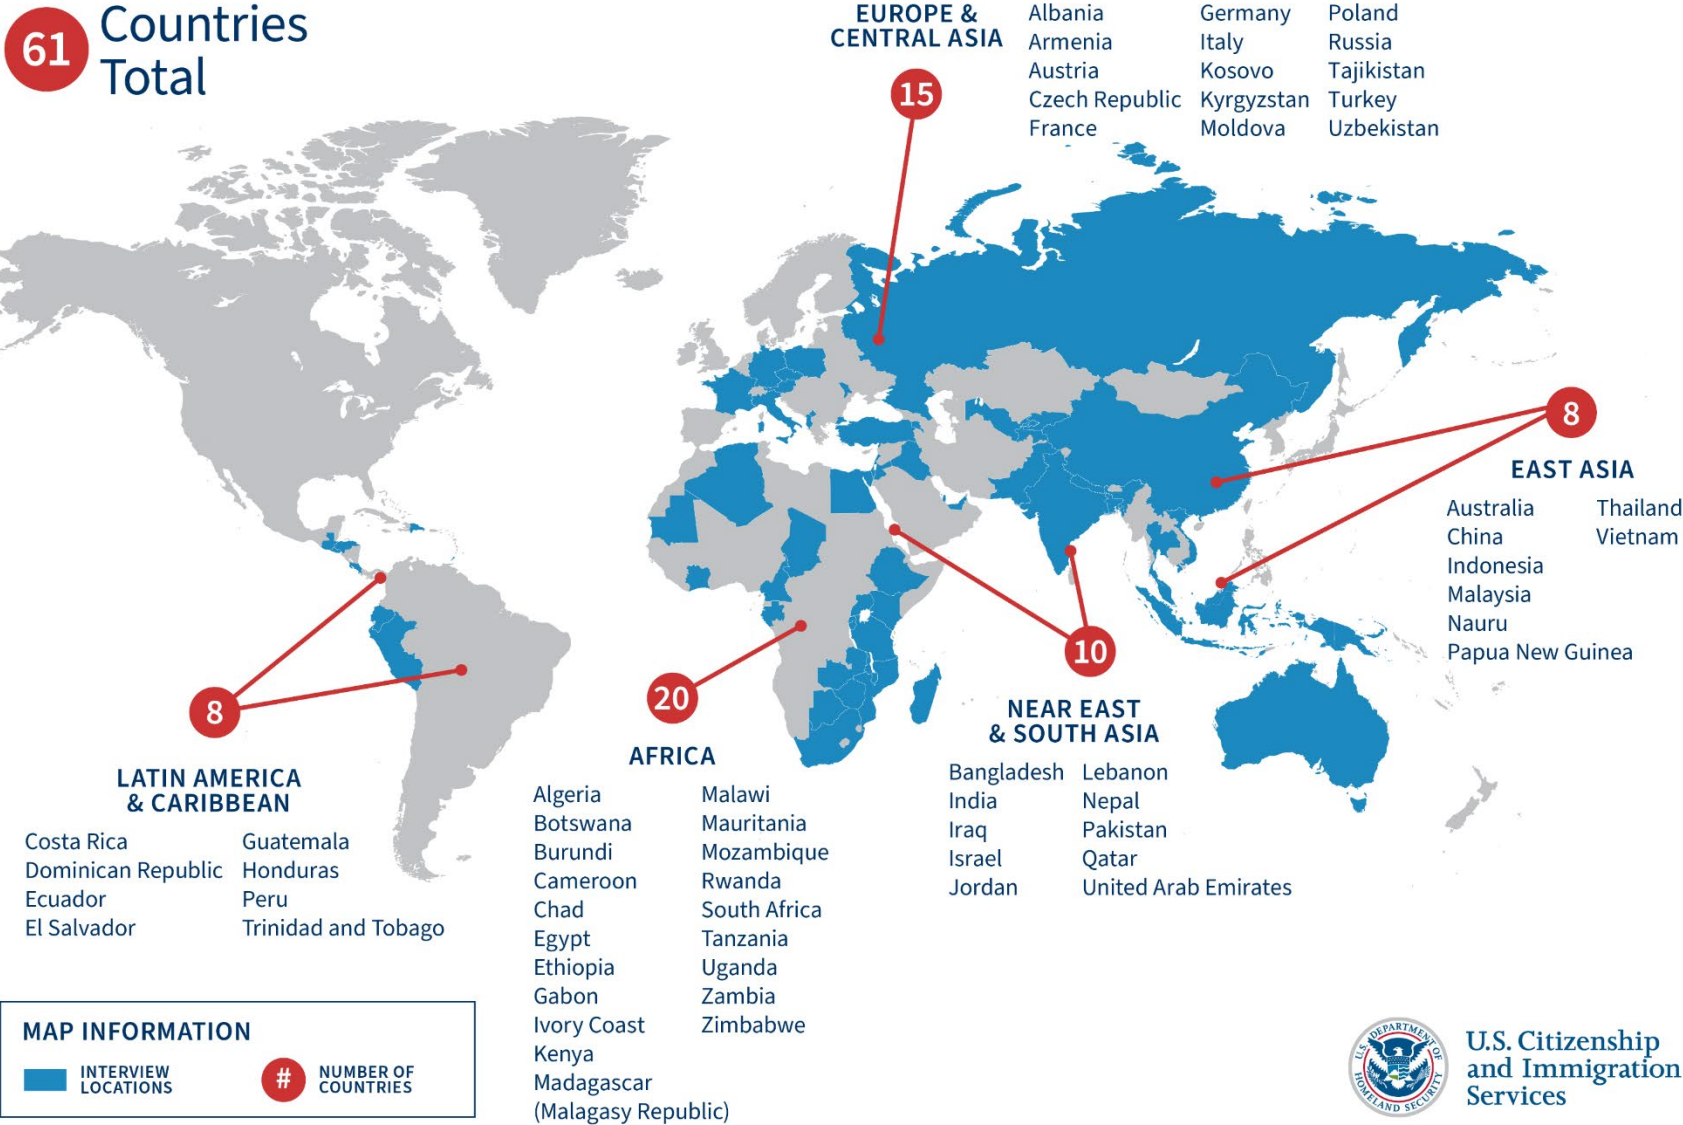 61
Countries
Total
EUROPE &
CENTRAL ASIA
15
Albania
Armenia
Austria
Czech Republic
France
Germany
Italy
Kosovo
Kyrgyzstan
Moldova
Poland
Russia
Tajikistan
Turkey
Uzbekistan
8
EAST ASIA
Australia
China
Indonesia
Malaysia
Nauru
Papua New Guinea
Thailand
Vietnam
10
NEAR EAST
& SOUTH ASIA
Bangladesh
India
Iraq
Israel
Jordan
Lebanon
Nepal
Pakistan
Qatar
United Arab Emirates
20
AFRICA
Algeria
Botswana
Burundi
Cameroon
Chad
Egypt
Ethiopia
Gabon
Ivory Coast
Kenya
Madagascar
(Malagasy Republic)
Malawi
Mauritania
Mozambique
Rwanda
South Africa
Tanzania
Uganda
Zambia
Zimbabwe
8
LATIN AMERICA
& CARIBBEAN
Costa Rica
Dominican Republic
Ecuador
El Salvador
Guatemala
Honduras
Peru
Trinidad and Tobago
MAP INFORMATION
INTERVIEW
LOCATIONS
#
NUMBER OF
COUNTRIES
U.S. DEPARTMENT OF
HOMELAND SECURITY
U.S. Citizenship
and Immigration
Services